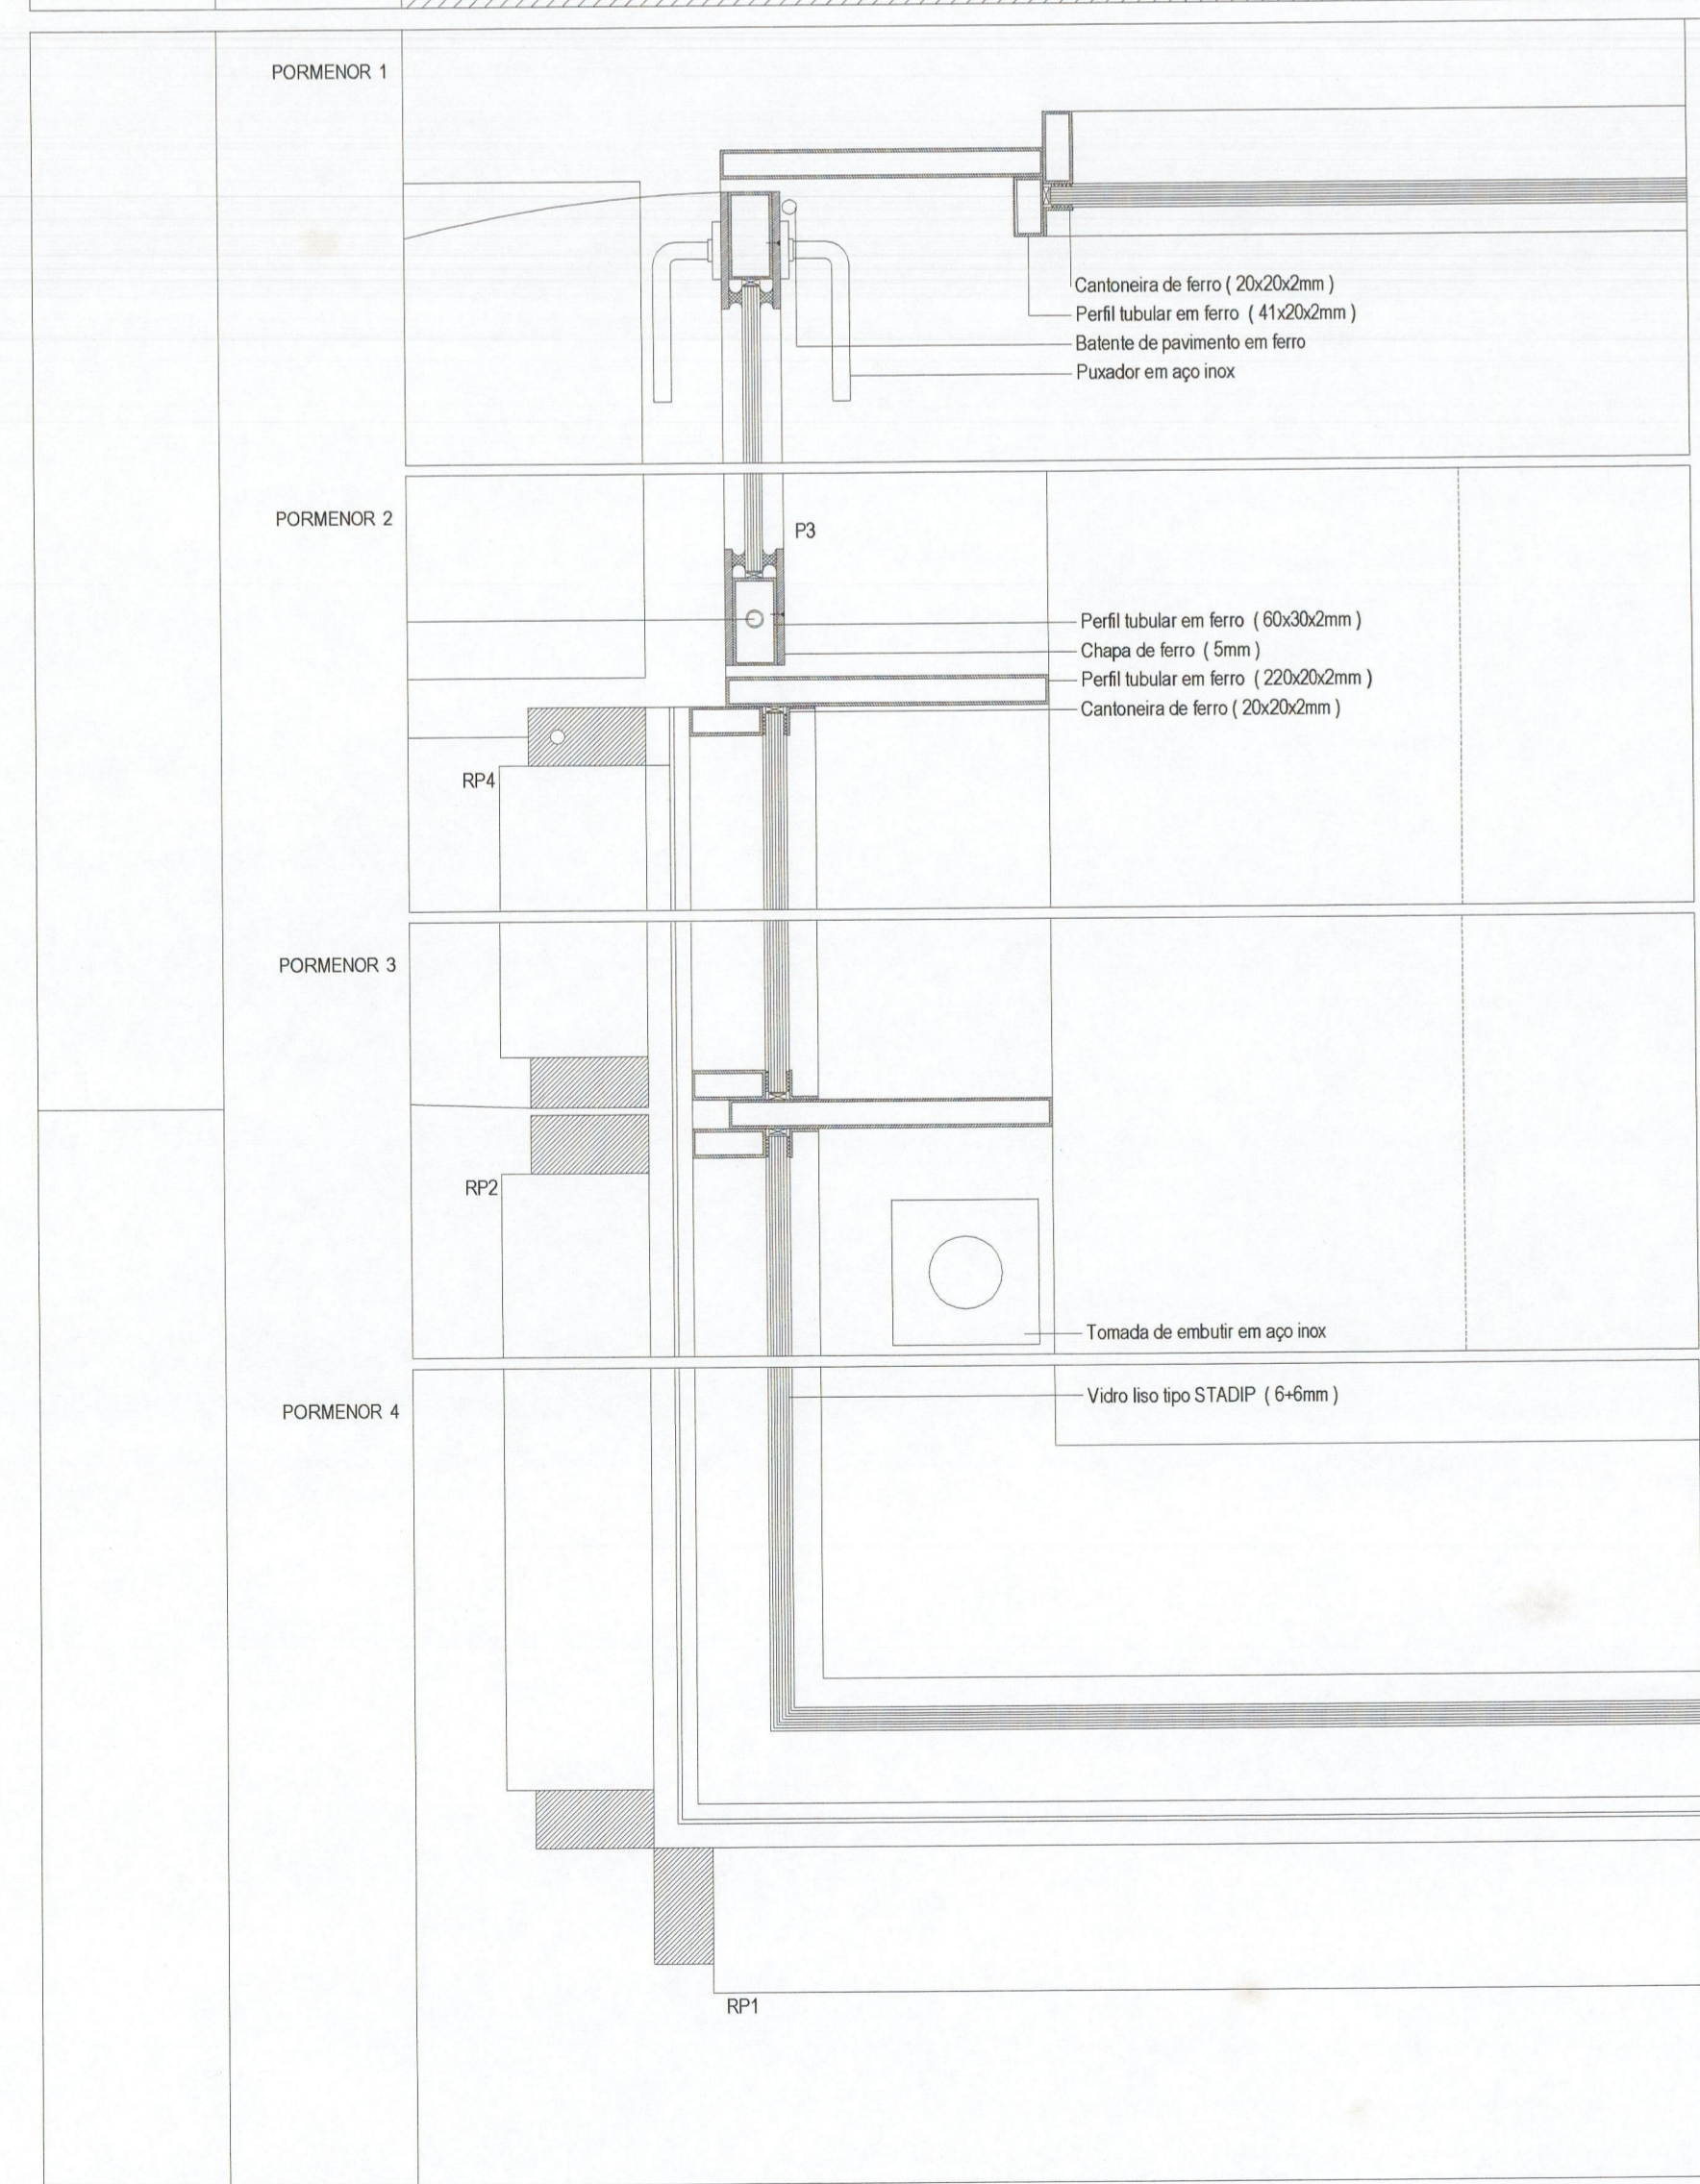 PORMENOR 1
Cantoneira de ferro ( 20x20x2mm )
Perfil tubular em ferro ( 41x20x2mm )
Batente de pavimento em ferro
Puxador em aço inox
PORMENOR 2
P3
Perfil tubular em ferro ( 60x30x2mm )
Chapa de ferro ( 5mm )
Perfil tubular em ferro ( 220x20x2mm )
Cantoneira de ferro ( 20x20x2mm )
RP4
PORMENOR 3
RP2
Tomada de embutir em aço inox
PORMENOR 4
Vidro liso tipo STADIP ( 6+6mm )
RP1